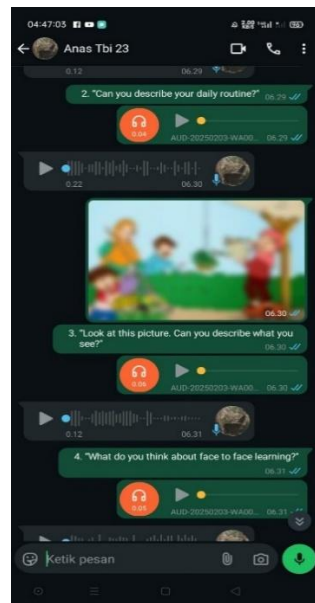 04:47:03
Anas Tbi 23
0.12 06.29
2. "Can you describe your daily routine?" 06.29
0.04 AUD-20250203-WA00... 06.29
0.22 06.30
06.30
3. "Look at this picture. Can you describe what you
see?" 06.30
0.06 AUD-20250203-WA00... 06.30
0.12 06.31
4. "What do you think about face to face learning?"
06.31
AUD-20250203-WA00... 06.31
Ketik pesan